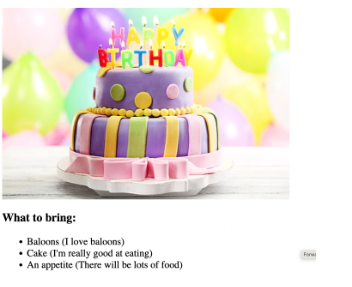 HAPPY
BIRTHDAY
What to bring:
Baloons (I love baloons)
Cake (I'm really good at eating)
An appetite (There will be lots of food)